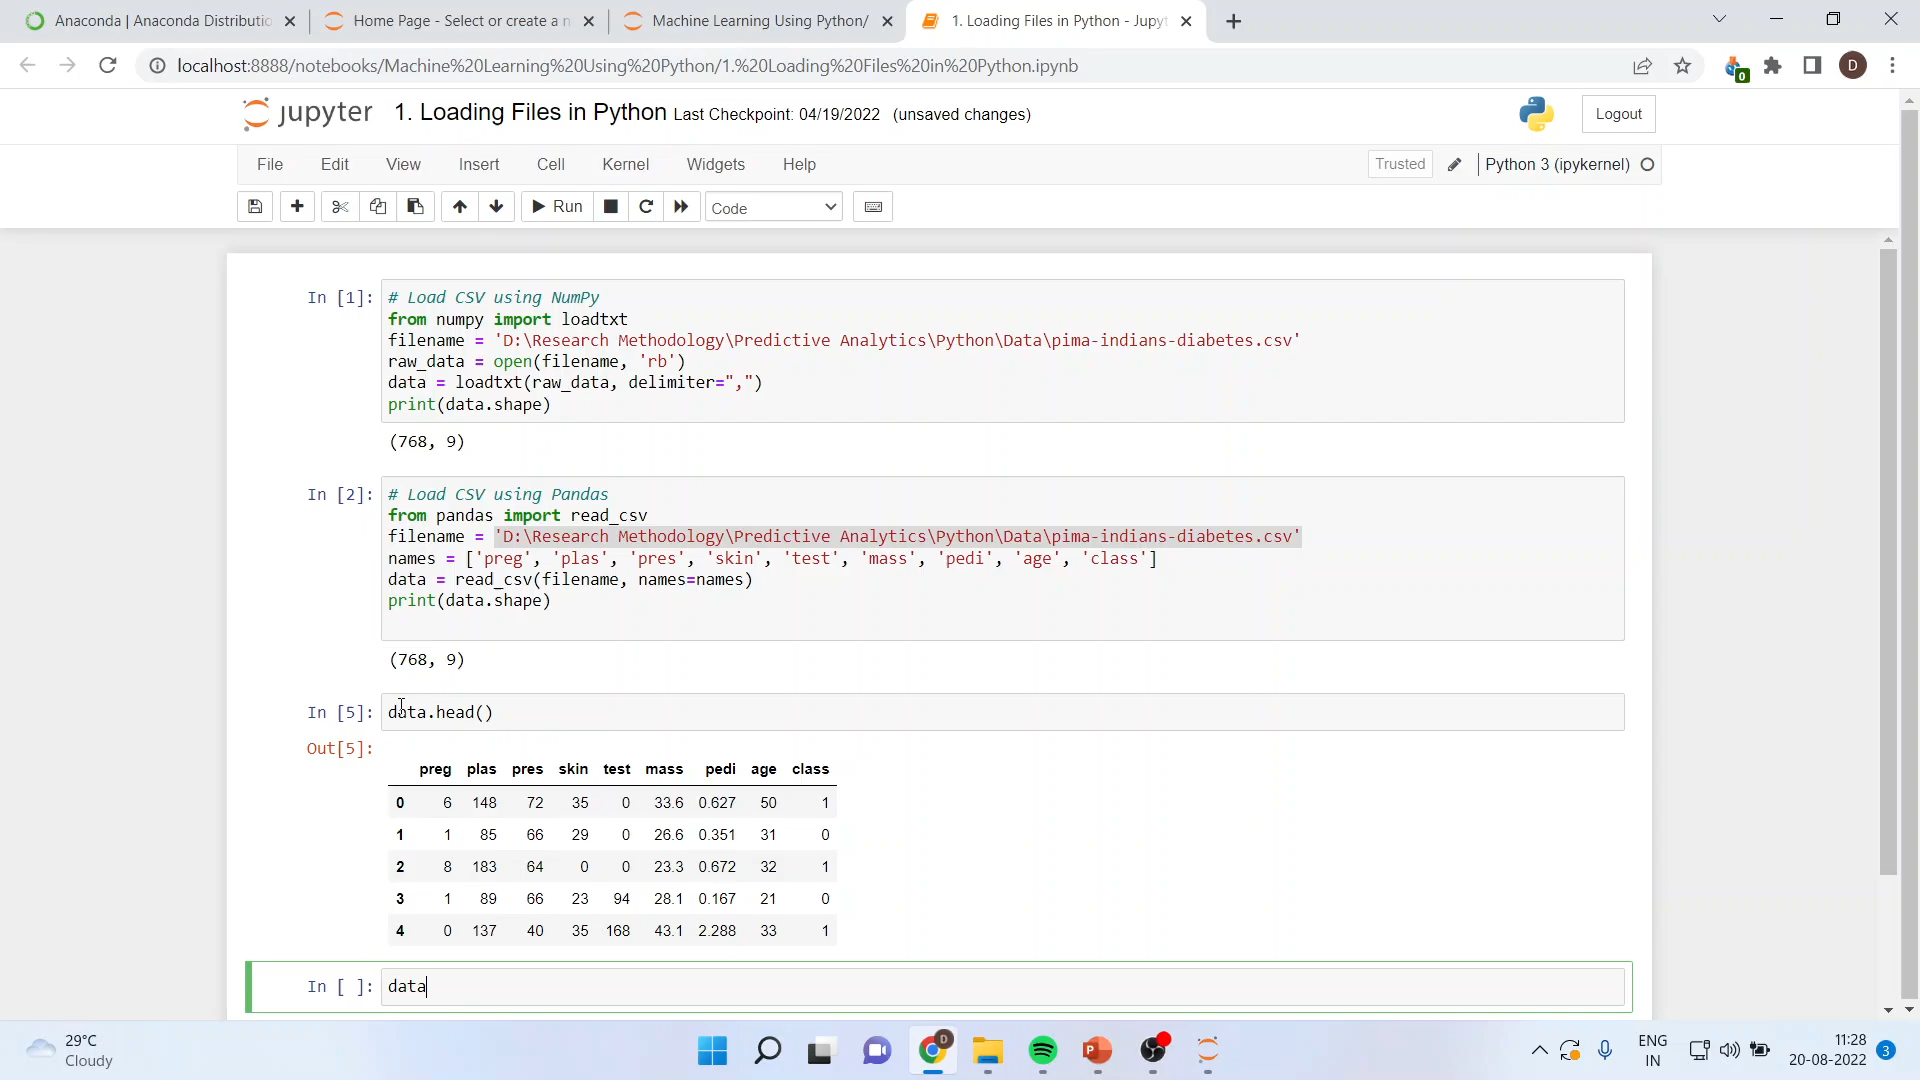 Anaconda | Anaconda Distributio
Home Page - Select or create a n
Machine Learning Using Python/
1. Loading Files in Python - Jupyt
localhost:8888/notebooks/Machine%20Learning%20Using%20Python/1.%20Loading%20Files%20in%20Python.ipynb
0
D
jupyter 1. Loading Files in Python Last Checkpoint: 04/19/2022 (unsaved changes)
Logout
File Edit View Insert Cell Kernel Widgets Help
Trusted
Python 3 (ipykernel)
Run
Code
In [1]: # Load CSV using NumPy
from numpy import loadtxt
filename = 'D:\Research Methodology\Predictive Analytics\Python\Data\pima-indians-diabetes.csv'
raw_data = open(filename, 'rb')
data = loadtxt(raw_data, delimiter=",")
print(data.shape)
(768, 9)
In [2]: # Load CSV using Pandas
from pandas import read_csv
filename = 'D:\Research Methodology\Predictive Analytics\Python\Data\pima-indians-diabetes.csv'
names = ['preg', 'plas', 'pres', 'skin', 'test', 'mass', 'pedi', 'age', 'class']
data = read_csv(filename, names=names)
print(data.shape)
(768, 9)
In [5]: data.head()
Out[5]:
preg plas pres skin test mass pedi age class
0 6 148 72 35 0 33.6 0.627 50 1
1 1 85 66 29 0 26.6 0.351 31 0
2 8 183 64 0 0 23.3 0.672 32 1
3 1 89 66 23 94 28.1 0.167 21 0
4 0 137 40 35 168 43.1 2.288 33 1
In [ ]: data
29°C
Cloudy
D
P
ENG
IN
11:28
20-08-2022
3